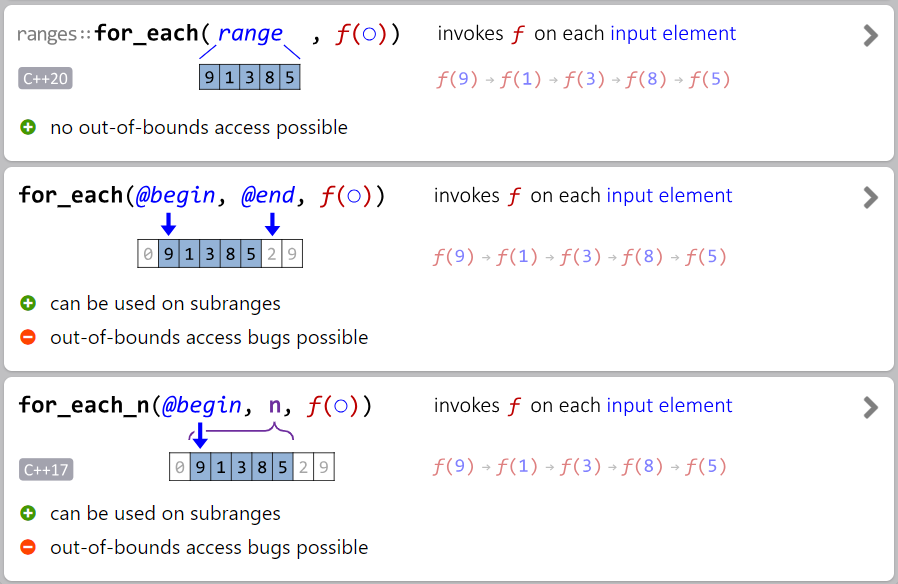 ranges::for_each( range , f(○)) invokes f on each input element
C++20 9 1 3 8 5 f(9) → f(1) → f(3) → f(8) → f(5)
no out-of-bounds access possible
for_each(@begin, @end, f(○)) invokes f on each input element
0 9 1 3 8 5 2 9 f(9) → f(1) → f(3) → f(8) → f(5)
can be used on subranges
out-of-bounds access bugs possible
for_each_n(@begin, n, f(○)) invokes f on each input element
C++17 0 9 1 3 8 5 2 9 f(9) → f(1) → f(3) → f(8) → f(5)
can be used on subranges
out-of-bounds access bugs possible